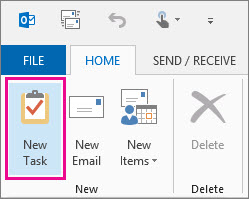 FILE HOME SEND / RECEIVE
New Task
New Email
New Items
Delete
New
Delete